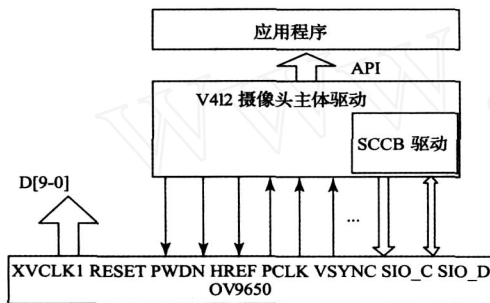 应用程序
API
V4l2 摄像头主体驱动
SCCB 驱动
D[9-0]
...
XVCLK1 RESET PWDN HREF PCLK VSYNC SIO_C SIO_D
OV9650